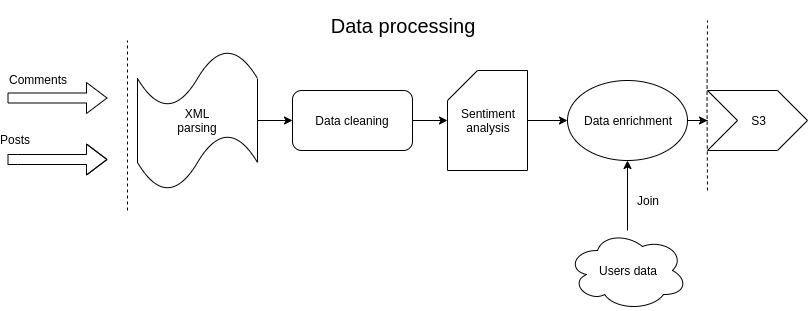 Data processing
Comments
Posts
XML
parsing
Data cleaning
Sentiment
analysis
Data enrichment
S3
Join
Users data